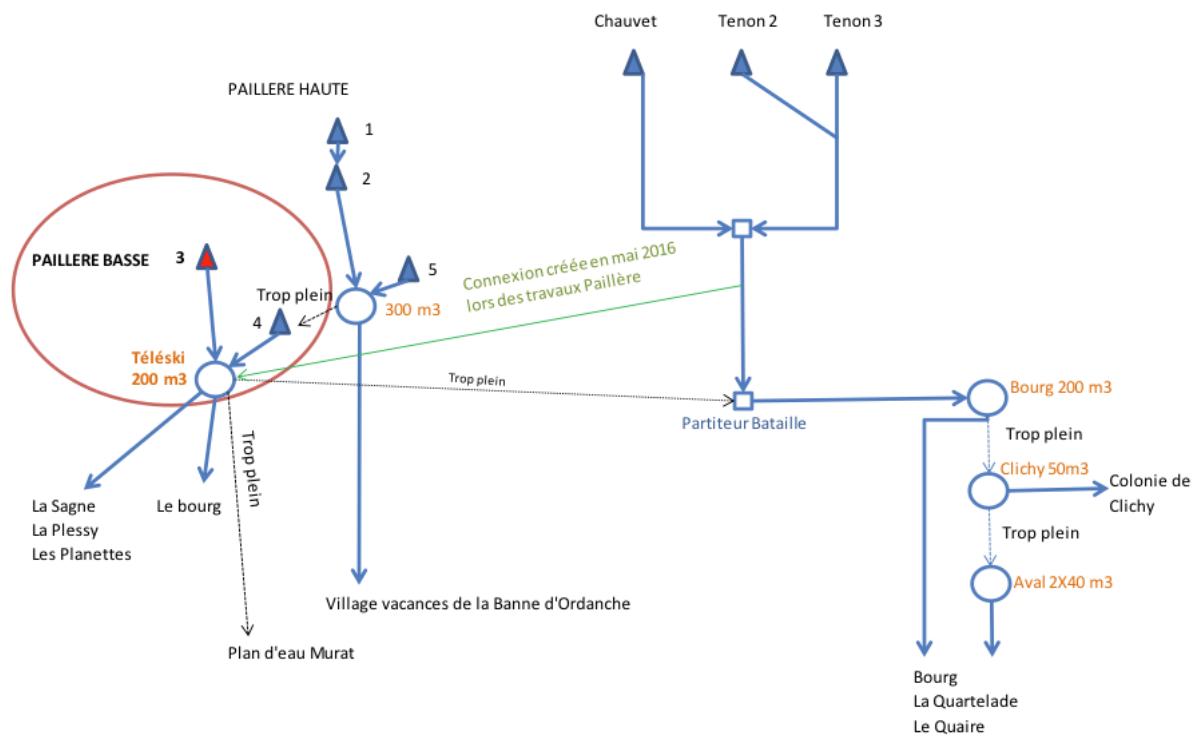 Chauvet
Tenon 2
Tenon 3
PAILLERE HAUTE
1
2
PAILLERE BASSE
3
5
Connexion créée en mai 2016
lors des travaux Paillère
Trop plein
300 m3
4
Téléski
200 m3
Trop plein
Partiteur Bataille
Bourg 200 m3
Trop plein
Clichy 50m3
Colonie de
Clichy
Trop plein
Aval 2X40 m3
Trop plein
La Sagne
La Plessy
Les Planettes
Le bourg
Village vacances de la Banne d'Ordanche
Plan d'eau Murat
Bourg
La Quartelade
Le Quaire